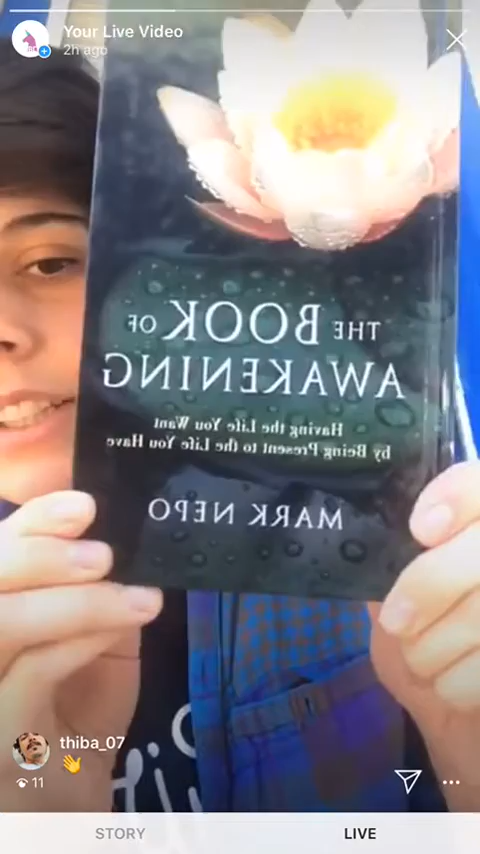 Your Live Video
2h ago
THE BOOK OF
AWAKENING
Having the Life You Want
by Being Present to the Life You Have
MARK NEPO
thiba_07
👋
11
STORY
LIVE